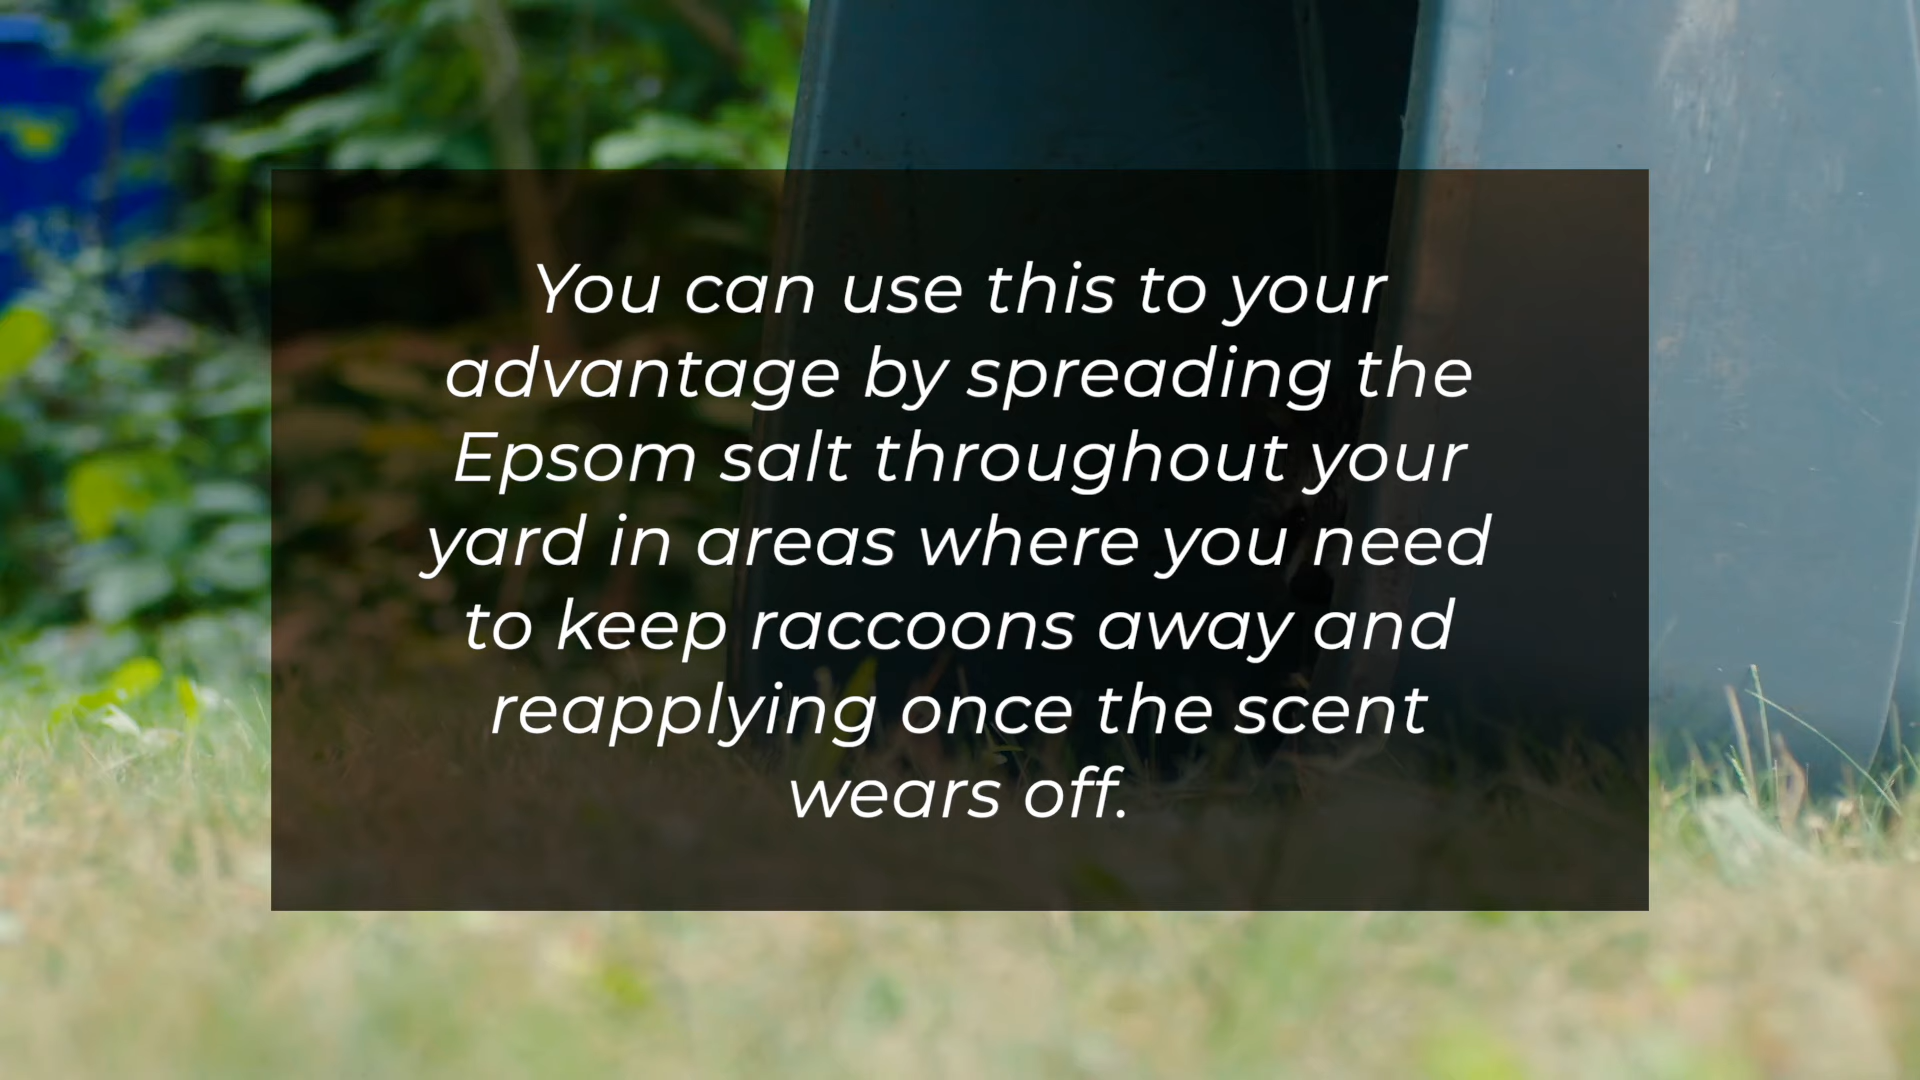 You can use this to your
advantage by spreading the
Epsom salt throughout your
yard in areas where you need
to keep raccoons away and
reapplying once the scent
wears off.